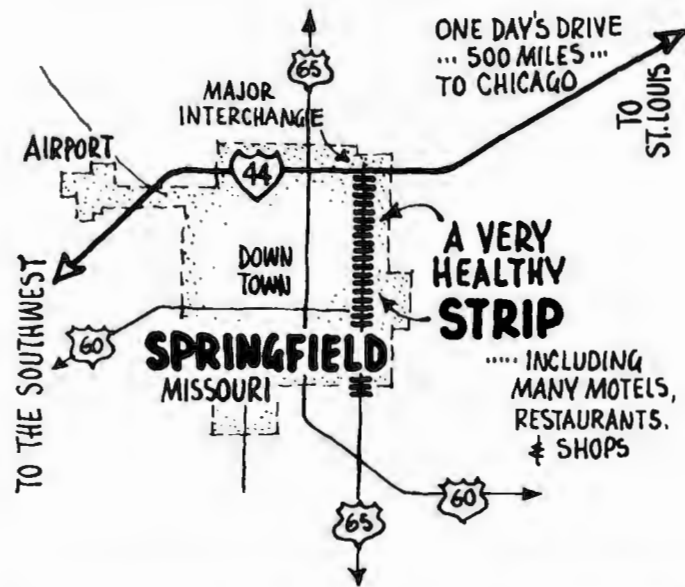 ONE DAY'S DRIVE
... 500 MILES ...
TO CHICAGO
TO
ST. LOUIS
65
MAJOR
INTERCHANGE
AIRPORT
44
A VERY
HEALTHY
STRIP
DOWN
TOWN
60
SPRINGFIELD
MISSOURI
..... INCLUDING
MANY MOTELS,
RESTAURANTS.
& SHOPS
TO THE SOUTHWEST
60
65